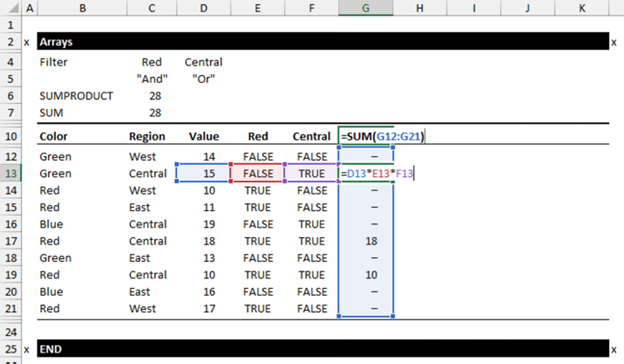 A B C D E F G H I J K
1
2 x Arrays x
4 Filter Red Central
5 "And" "Or"
6 SUMPRODUCT 28
7 SUM 28
10 Color Region Value Red Central =SUM(G12:G21)
12 Green West 14 FALSE FALSE –
13 Green Central 15 FALSE TRUE =D13*E13*F13
14 Red West 10 TRUE FALSE –
15 Red East 11 TRUE FALSE –
16 Blue Central 19 FALSE TRUE –
17 Red Central 18 TRUE TRUE 18
18 Green East 13 FALSE FALSE –
19 Red Central 10 TRUE TRUE 10
20 Blue East 16 FALSE FALSE –
21 Red West 17 TRUE FALSE –
24
25 x END x